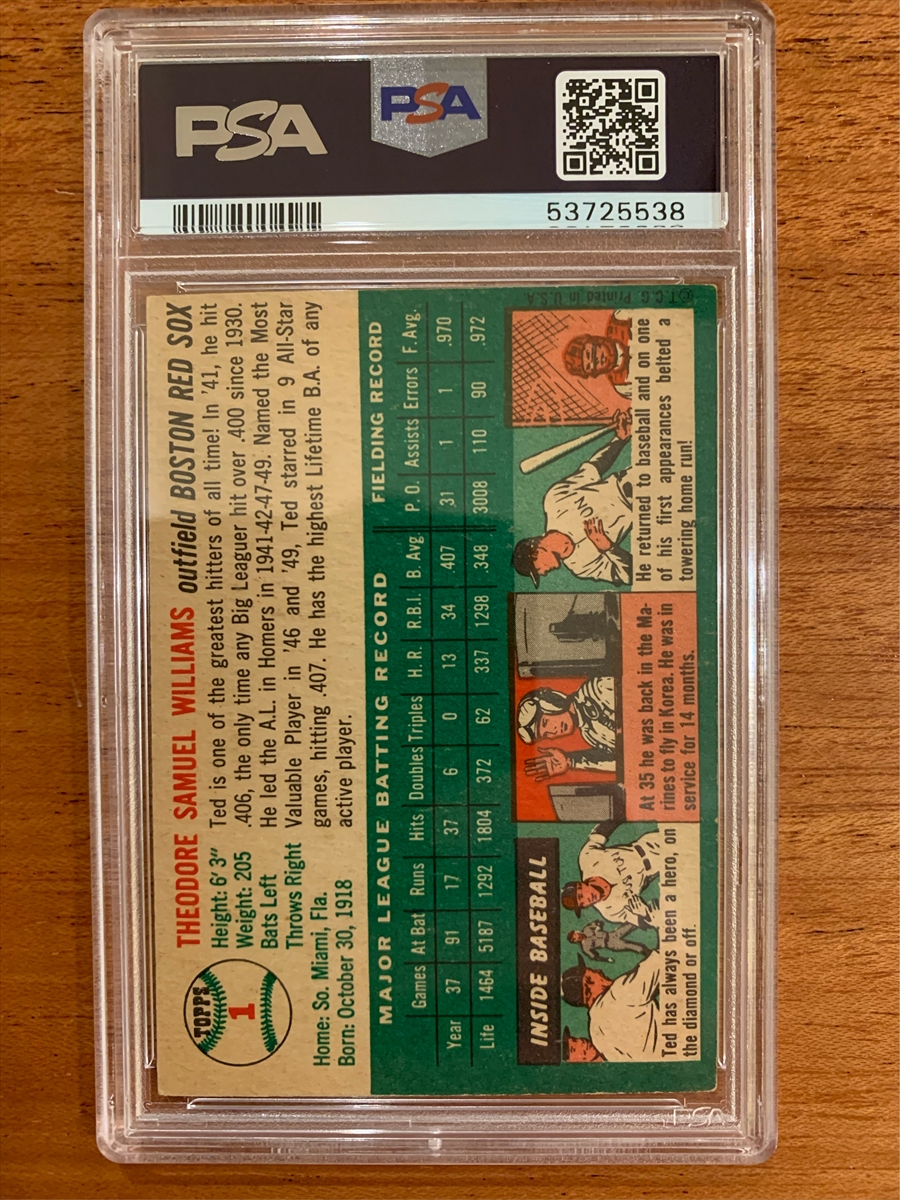 PSA
PSA
53725538
TOPPS
1
THEODORE SAMUEL WILLIAMS outfield BOSTON RED SOX
Height: 6'3"
Weight: 205
Bats Left
Throws Right
Home: So. Miami, Fla.
Born: October 30, 1918
Ted is one of the greatest hitters of all time! In '41, he hit
.406, the only time any Big Leaguer hit over .400 since 1930.
He led the A.L. in Homers in 1941-42-47-49. Named the Most
Valuable Player in '46 and '49, Ted starred in 9 All-Star
games, hitting .407. He has the highest Lifetime B.A. of any
active player.
MAJOR LEAGUE BATTING RECORD FIELDING RECORD
Games At Bat Runs Hits Doubles Triples H.R. R.B.I. B. Avg. P. O. Assists Errors F. Avg.
Year 37 91 17 37 6 0 13 34 .407 31 1 1 .970
Life 1464 5187 1292 1804 372 62 337 1298 .348 3008 110 90 .972
INSIDE BASEBALL
Ted has always been a hero, on
the diamond or off.
At 35 he was back in the Ma-
rines to fly in Korea. He was in
service for 14 months.
He returned to baseball and on one
of his first appearances belted a
towering home run!
©T.C.G. Printed in U.S.A.
PSA